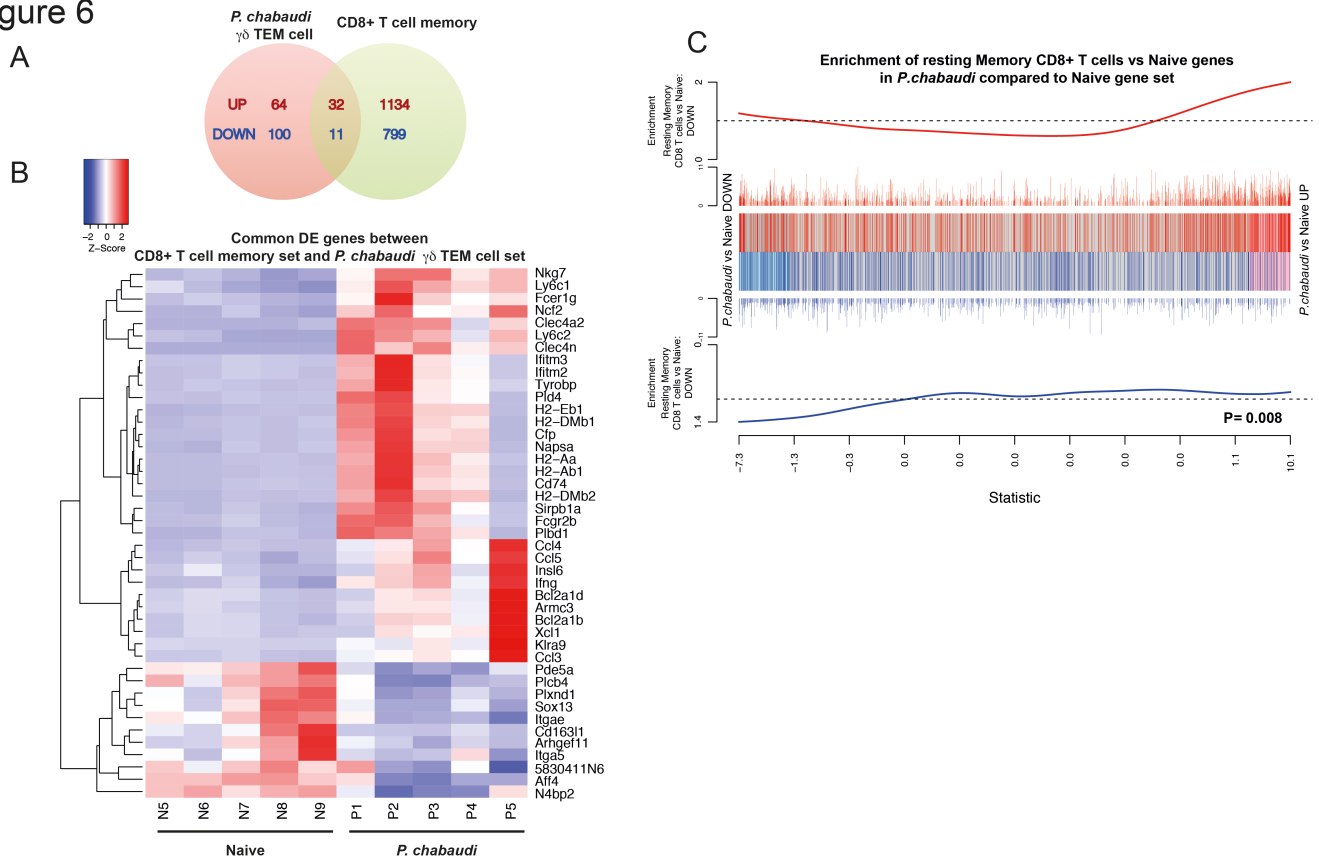 gure 6
A
P. chabaudi
γδ TEM cell
CD8+ T cell memory
UP 64 32 1134
DOWN 100 11 799
B
−2 0 2
Z−Score
Common DE genes between
CD8+ T cell memory set and P. chabaudi γδ TEM cell set
Nkg7
Ly6c1
Fcer1g
Ncf2
Clec4a2
Ly6c2
Clec4n
Ifitm3
Ifitm2
Tyrobp
Pld4
H2−Eb1
H2−DMb1
Cfp
Napsa
H2−Aa
H2−Ab1
Cd74
H2−DMb2
Sirpb1a
Fcgr2b
Plbd1
Ccl4
Ccl5
Insl6
Ifng
Bcl2a1d
Armc3
Bcl2a1b
Xcl1
Klra9
Ccl3
Pde5a
Plcb4
Plxnd1
Sox13
Itgae
Cd163l1
Arhgef11
Itga5
5830411N6
Aff4
N4bp2
N5 N6 N7 N8 N9 P1 P2 P3 P4 P5
Naive P. chabaudi
C
Enrichment of resting Memory CD8+ T cells vs Naive genes
in P.chabaudi compared to Naive gene set
Enrichment
Resting Memory
CD8 T cells vs Naive:
DOWN
0 2
P.chabaudi vs Naive DOWN
0 11
P.chabaudi vs Naive UP
0
Enrichment
Resting Memory
CD8 T cells vs Naive:
DOWN
1.4
P= 0.008
−7.3 −1.3 −0.3 0.0 0.0 0.0 0.0 0.0 0.0 1.1 10.1
Statistic